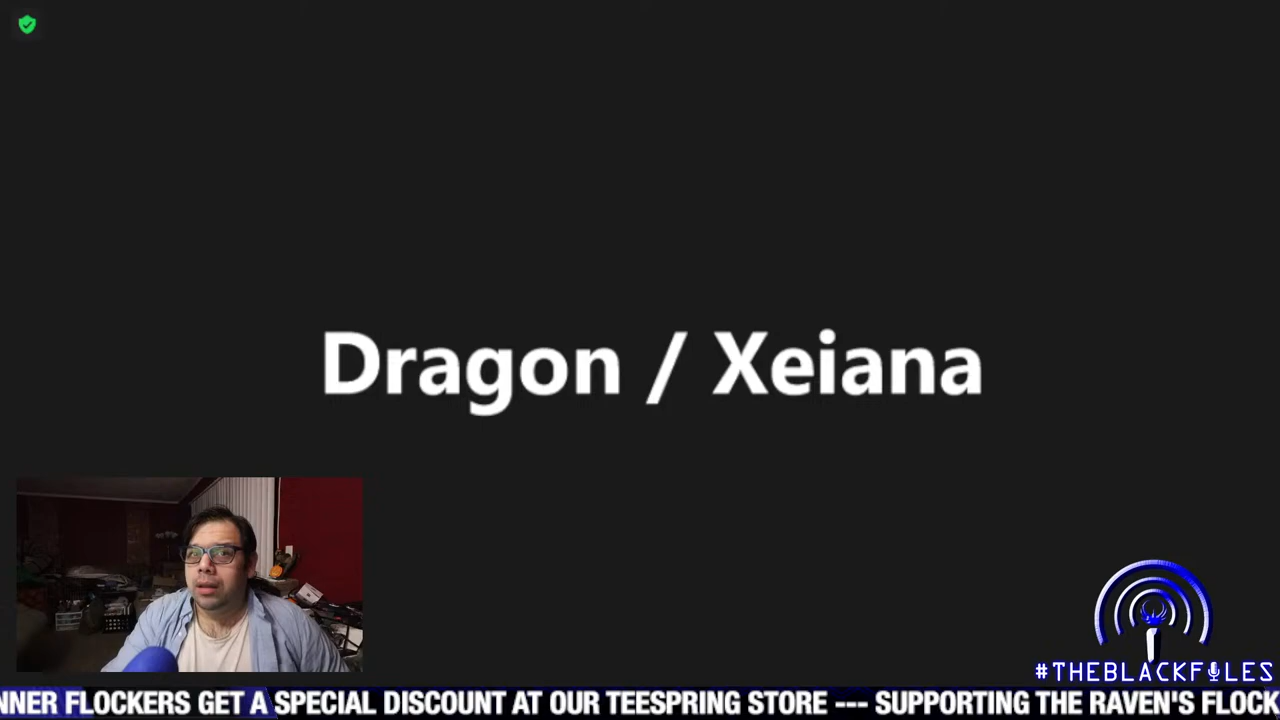 Dragon / Xeiana
#THEBLACKFILES
NNER FLOCKERS GET A SPECIAL DISCOUNT AT OUR TEESPRING STORE --- SUPPORTING THE RAVEN'S FLOCK